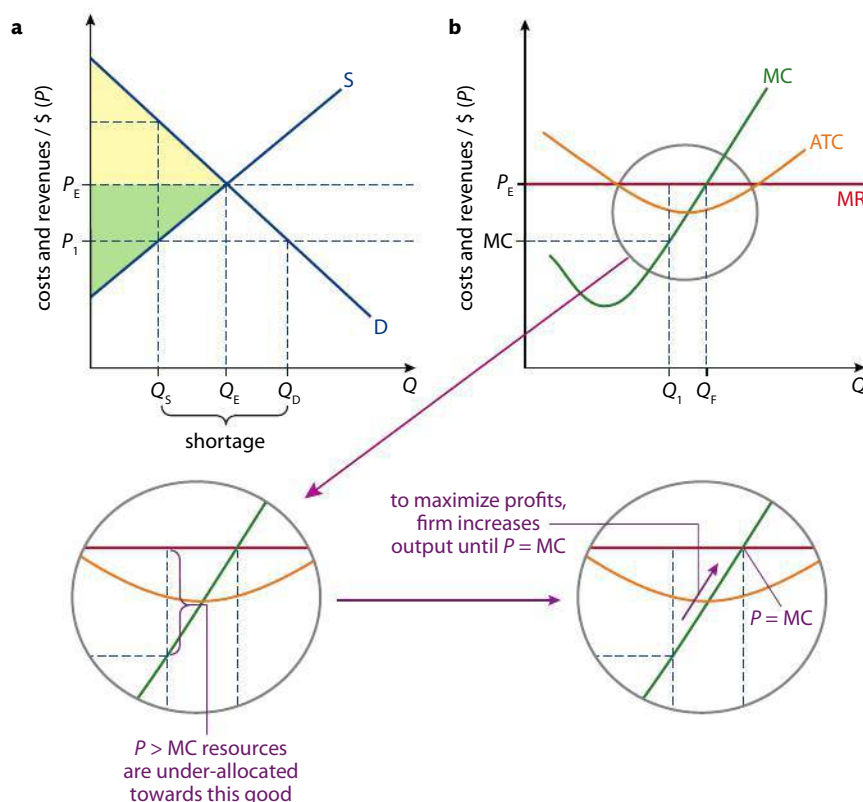 a
costs and revenues / $ (P)
P_E
P_1
S
D
Q_S
Q_E
Q_D
Q
shortage
b
costs and revenues / $ (P)
P_E
MC
MC
ATC
MR
Q_1
Q_F
Q
to maximize profits,
firm increases
output until P = MC
P = MC
P > MC resources
are under-allocated
towards this good